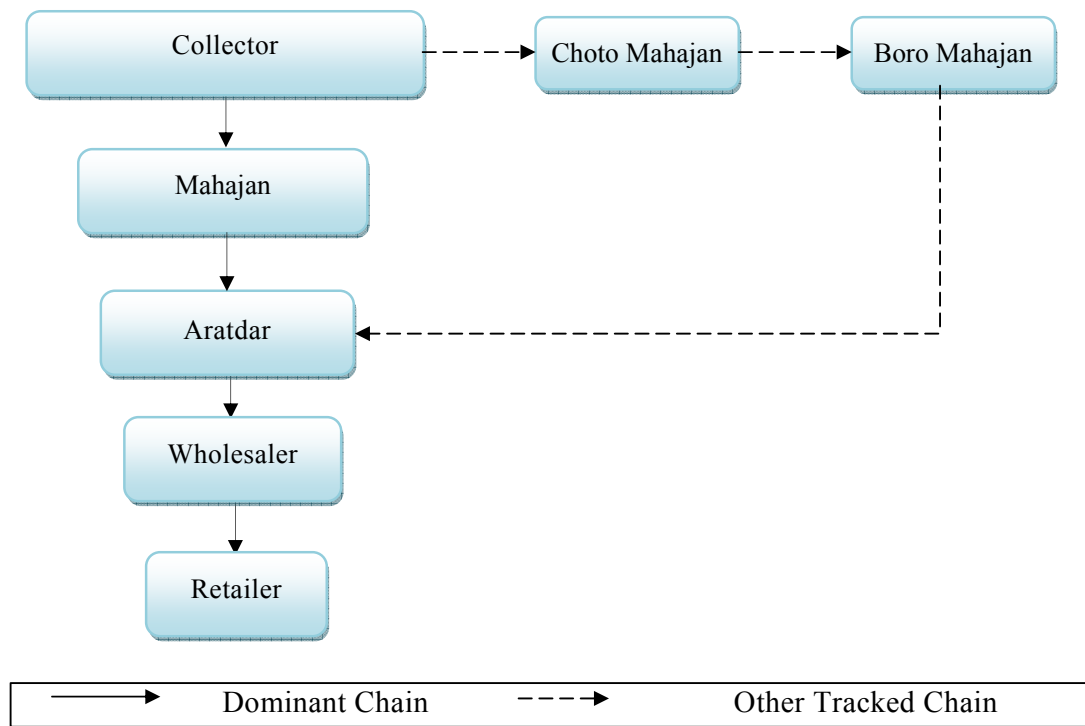 Collector
Choto Mahajan
Boro Mahajan
Mahajan
Aratdar
Wholesaler
Retailer
Dominant Chain
Other Tracked Chain